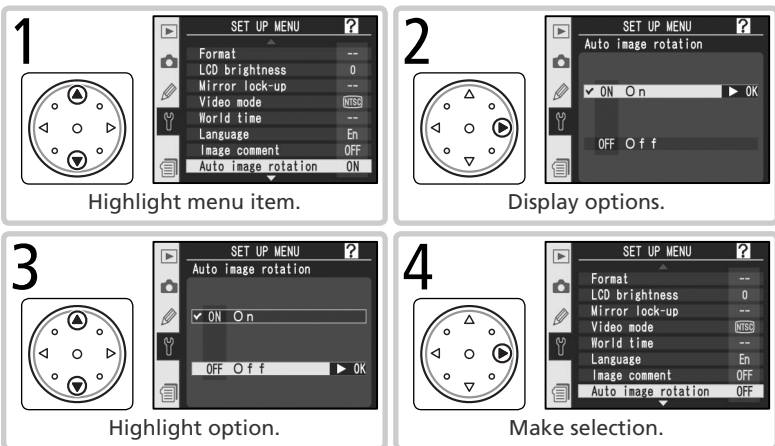 1
SET UP MENU ?
Format --
LCD brightness 0
Mirror lock-up --
Video mode NTSC
World time --
Language En
Image comment OFF
Auto image rotation ON
Highlight menu item.
2
SET UP MENU ?
Auto image rotation
ON On OK
OFF Off
Display options.
3
SET UP MENU ?
Auto image rotation
ON On
OFF Off OK
Highlight option.
4
SET UP MENU ?
Format --
LCD brightness 0
Mirror lock-up --
Video mode NTSC
World time --
Language En
Image comment OFF
Auto image rotation OFF
Make selection.